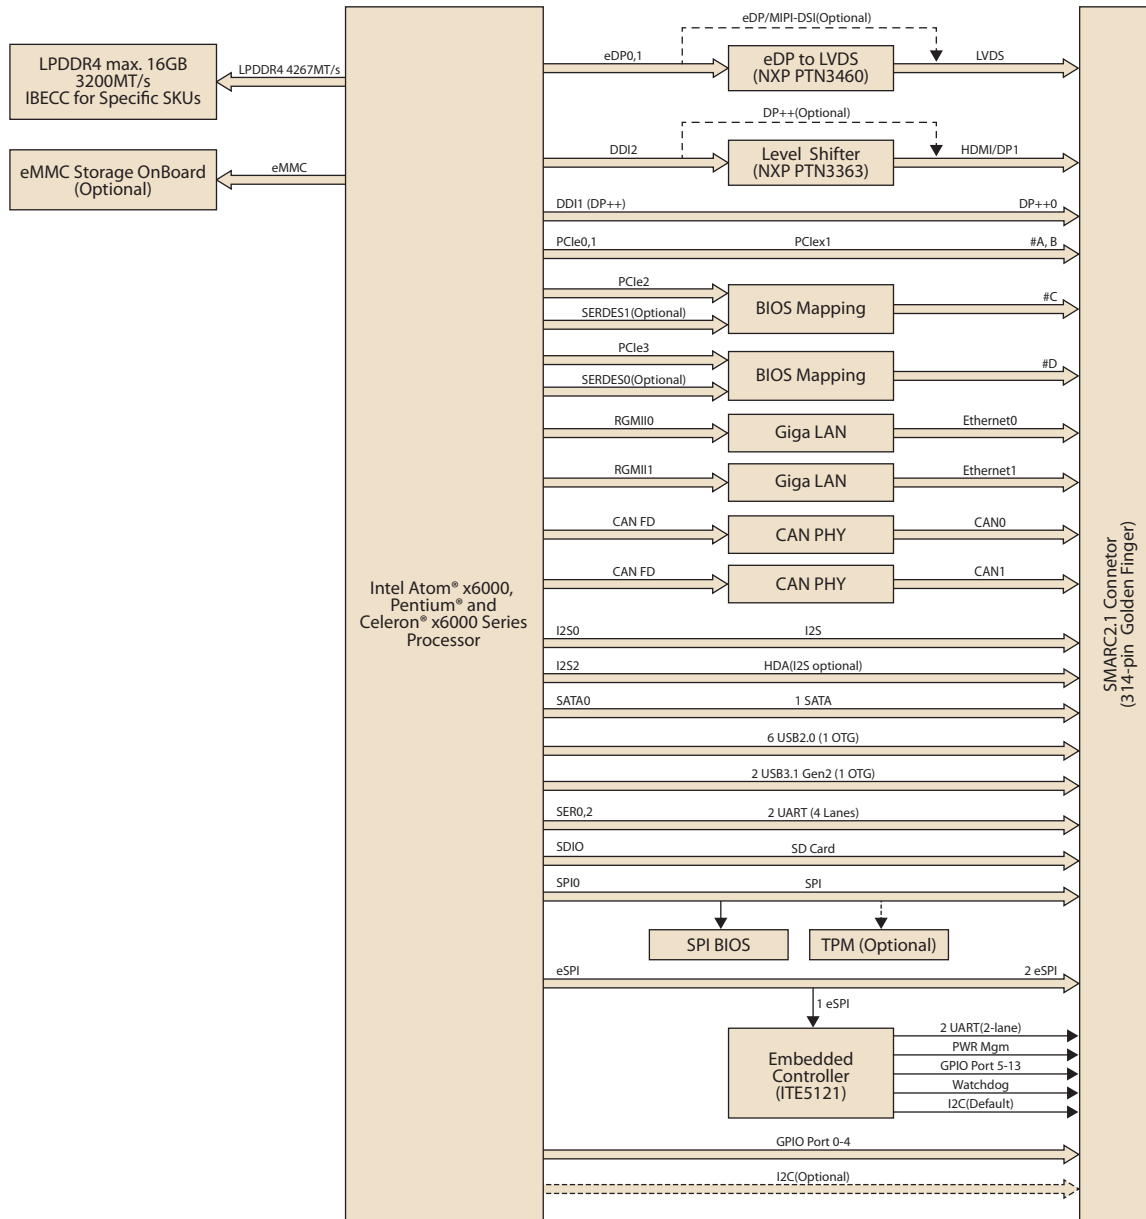 eDP/MIPI-DSI(Optional)
LPDDR4 max. 16GB
3200MT/s
IBECC for Specific SKUs
LPDDR4 4267MT/s
eDP0,1
eDP to LVDS
(NXP PTN3460)
LVDS
DP++(Optional)
eMMC Storage OnBoard
(Optional)
eMMC
DDI2
Level Shifter
(NXP PTN3363)
HDMI/DP1
DDI1 (DP++)
DP++0
PCIe0,1
PCIex1
#A, B
PCIe2
SERDES1(Optional)
BIOS Mapping
#C
PCIe3
SERDES0(Optional)
BIOS Mapping
#D
RGMII0
Giga LAN
Ethernet0
RGMII1
Giga LAN
Ethernet1
CAN FD
CAN PHY
CAN0
CAN FD
CAN PHY
CAN1
Intel Atom® x6000,
Pentium® and
Celeron® x6000 Series
Processor
SMARC2.1 Connetor
(314-pin Golden Finger)
I2S0
I2S
I2S2
HDA(I2S optional)
SATA0
1 SATA
6 USB2.0 (1 OTG)
2 USB3.1 Gen2 (1 OTG)
SER0,2
2 UART (4 Lanes)
SDIO
SD Card
SPI0
SPI
SPI BIOS
TPM (Optional)
eSPI
2 eSPI
1 eSPI
Embedded
Controller
(ITE5121)
2 UART(2-lane)
PWR Mgm
GPIO Port 5-13
Watchdog
I2C(Default)
GPIO Port 0-4
I2C(Optional)